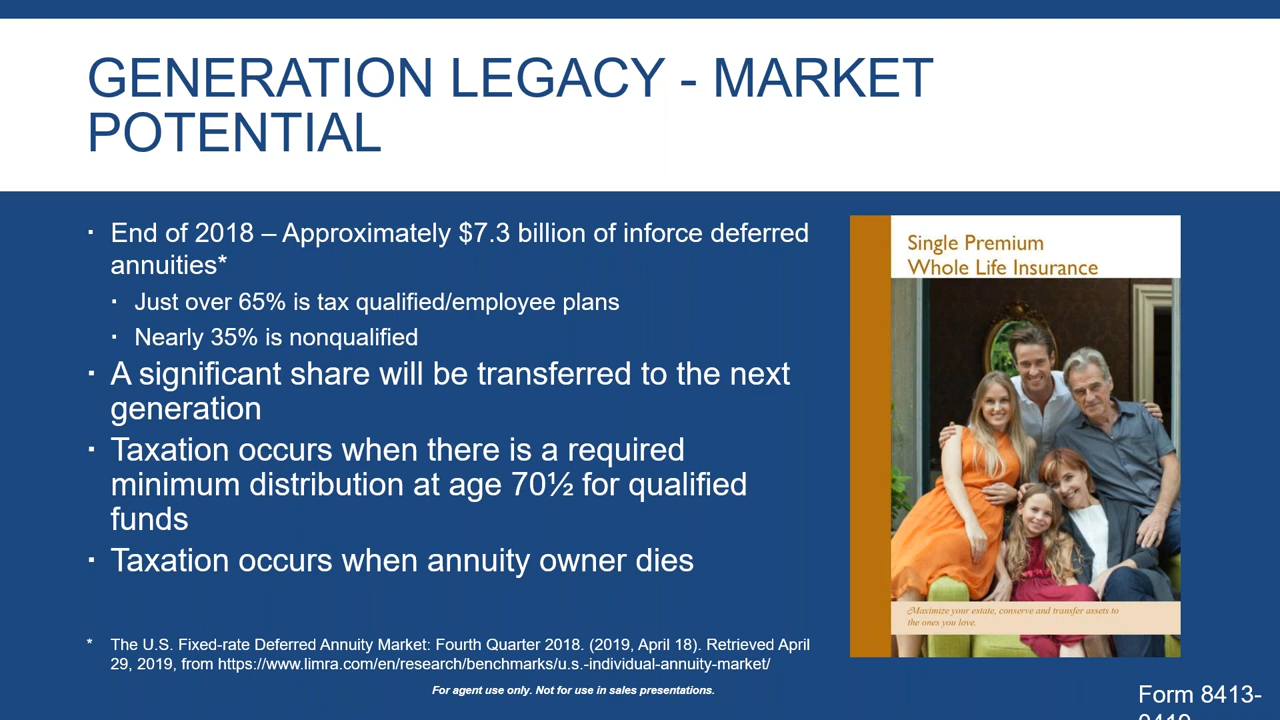 GENERATION LEGACY - MARKET
POTENTIAL
▪ End of 2018 – Approximately $7.3 billion of inforce deferred
annuities*
▪ Just over 65% is tax qualified/employee plans
▪ Nearly 35% is nonqualified
▪ A significant share will be transferred to the next
generation
▪ Taxation occurs when there is a required
minimum distribution at age 70½ for qualified
funds
▪ Taxation occurs when annuity owner dies
* The U.S. Fixed-rate Deferred Annuity Market: Fourth Quarter 2018. (2019, April 18). Retrieved April
29, 2019, from https://www.limra.com/en/research/benchmarks/u.s.-individual-annuity-market/
For agent use only. Not for use in sales presentations.
Single Premium
Whole Life Insurance
Maximize your estate, conserve and transfer assets to
the ones you love.
Form 8413-